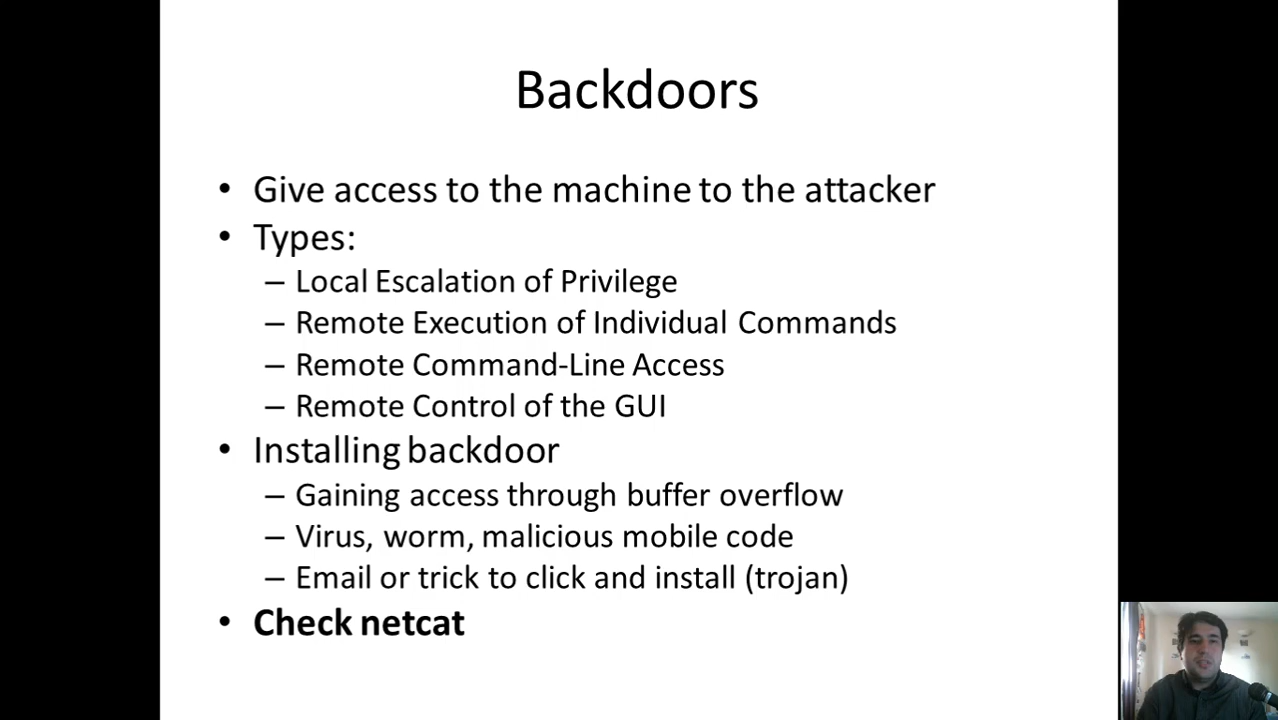 Backdoors
• Give access to the machine to the attacker
• Types:
– Local Escalation of Privilege
– Remote Execution of Individual Commands
– Remote Command-Line Access
– Remote Control of the GUI
• Installing backdoor
– Gaining access through buffer overflow
– Virus, worm, malicious mobile code
– Email or trick to click and install (trojan)
• Check netcat